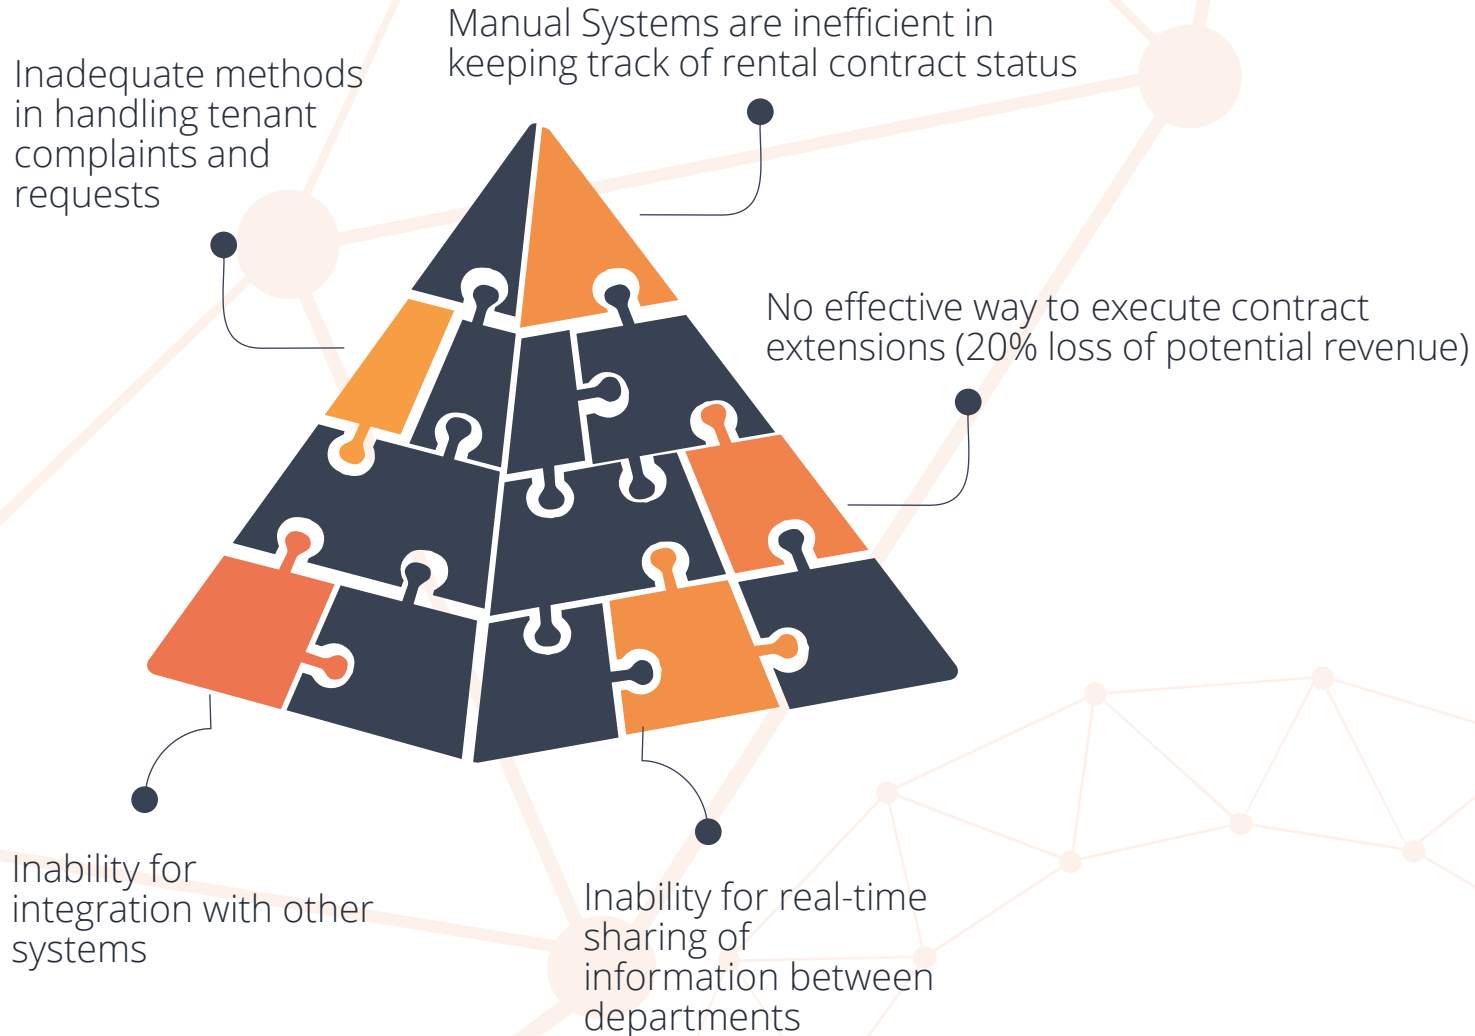 Manual Systems are inefficient in
keeping track of rental contract status
Inadequate methods
in handling tenant
complaints and
requests
No effective way to execute contract
extensions (20% loss of potential revenue)
Inability for
integration with other
systems
Inability for real-time
sharing of
information between
departments